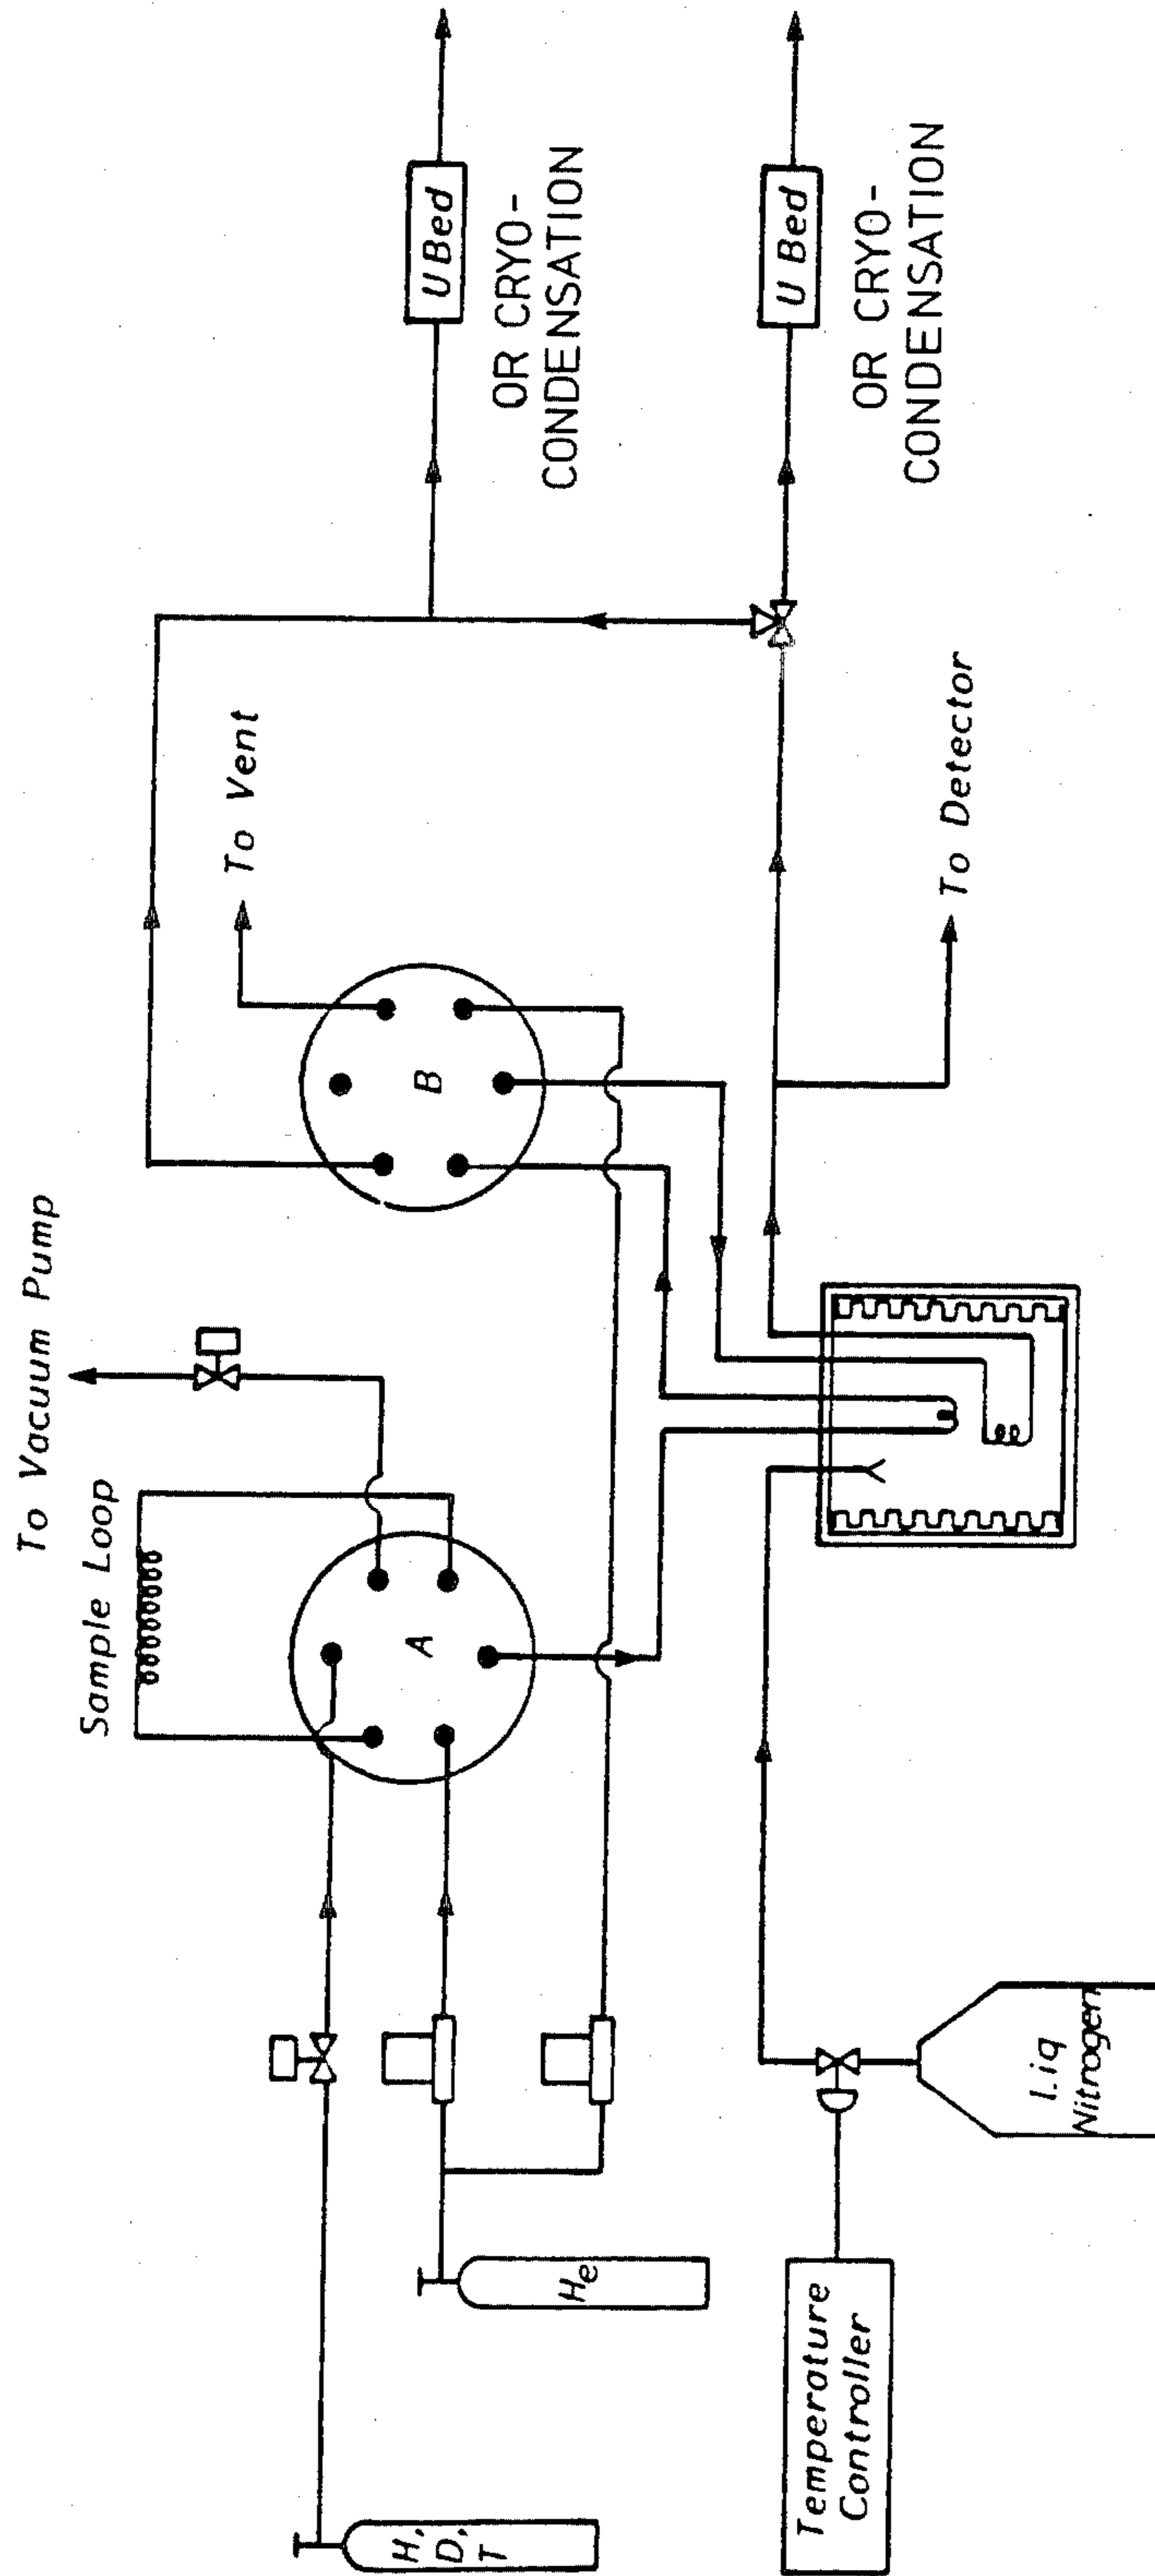 To Vacuum Pump
Sample Loop
To Vent
A
B
U Bed
OR CRYO-
CONDENSATION
U Bed
OR CRYO-
CONDENSATION
To Detector
H,
D,
T
He
Temperature
Controller
Liq
Nitrogen